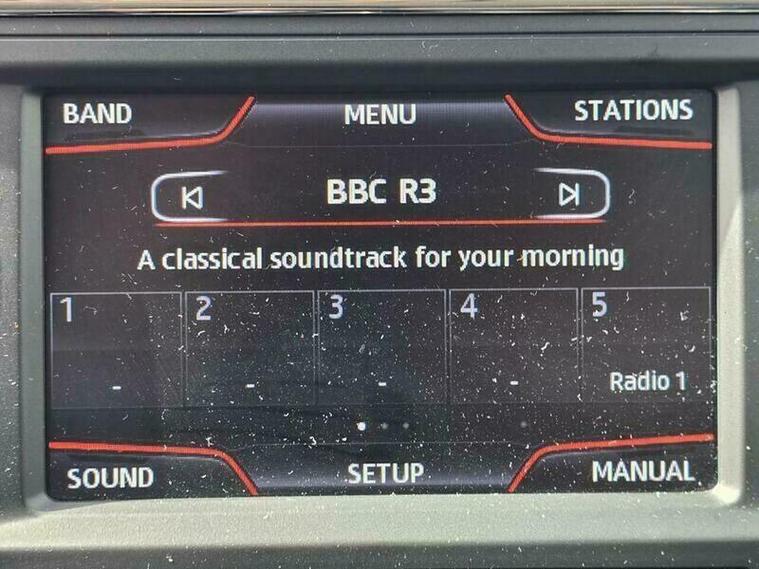 BAND MENU STATIONS
BBC R3
A classical soundtrack for your morning
1 2 3 4 5
- - - - Radio 1
SOUND SETUP MANUAL